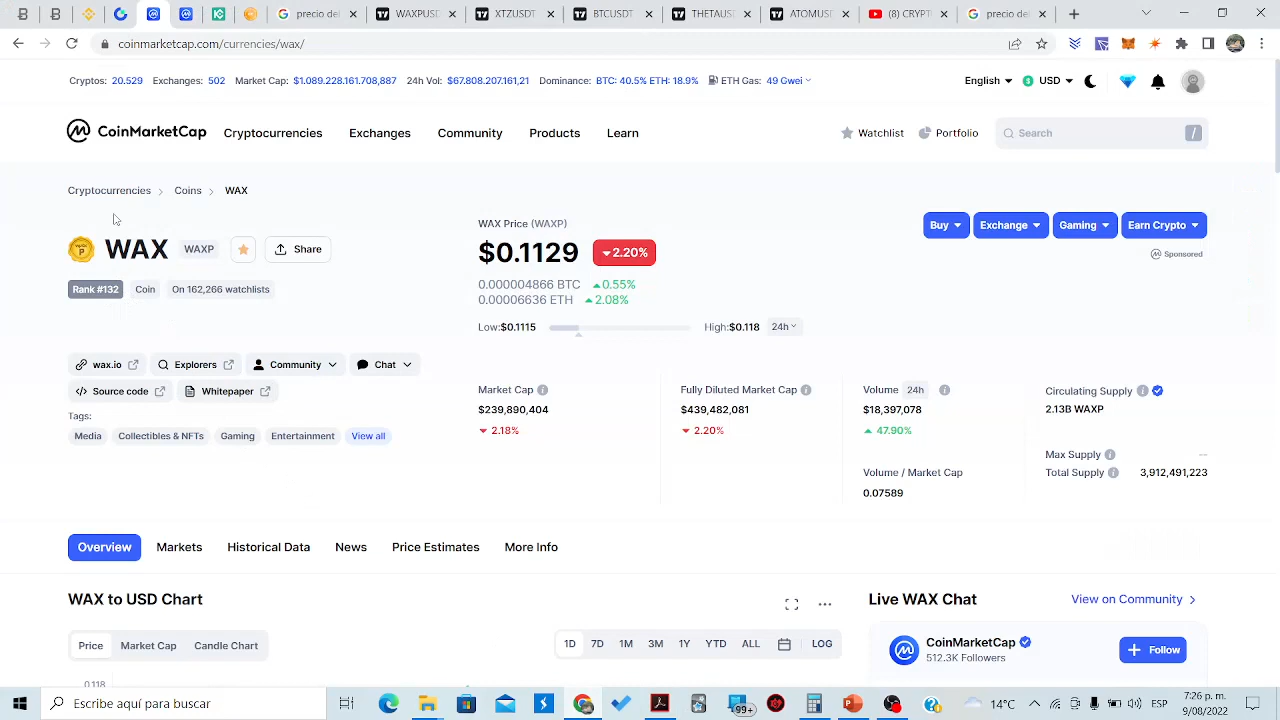 precio de
WAXPUSD
XTZUSDT
BTCUSDT
THETAUS
ATOMUSD
(8) CRYPT
precio de
coinmarketcap.com/currencies/wax/
Cryptos: 20.529 Exchanges: 502 Market Cap: $1.089.228.161.708,887 24h Vol: $67.808.207.161,21 Dominance: BTC: 40.5% ETH: 18.9% ETH Gas: 49 Gwei
English USD
CoinMarketCap Cryptocurrencies Exchanges Community Products Learn
Watchlist Portfolio Search /
Cryptocurrencies > Coins > WAX
WAX WAXP Share
Rank #132 Coin On 162,266 watchlists
WAX Price (WAXP)
$0.1129 2.20%
0.000004866 BTC 0.55%
0.00006636 ETH 2.08%
Low:$0.1115 High:$0.118 24h
Buy Exchange Gaming Earn Crypto
Sponsored
wax.io Explorers Community Chat
Source code Whitepaper
Tags:
Media Collectibles & NFTs Gaming Entertainment View all
Market Cap
$239,890,404
2.18%
Fully Diluted Market Cap
$439,482,081
2.20%
Volume 24h
$18,397,078
47.90%
Volume / Market Cap
0.07589
Circulating Supply
2.13B WAXP
Max Supply --
Total Supply 3,912,491,223
Overview Markets Historical Data News Price Estimates More Info
WAX to USD Chart
Price Market Cap Candle Chart
1D 7D 1M 3M 1Y YTD ALL LOG
0.118
Live WAX Chat View on Community >
CoinMarketCap
512.3K Followers
Follow
Escribe aquí para buscar
99+
14°C ESP
7:26 p. m.
9/08/2022